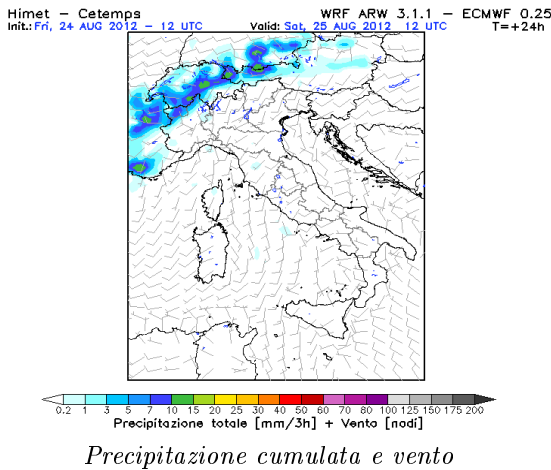 Himet – Cetemps WRF ARW 3.1.1 – ECMWF 0.25
Init.: Fri, 24 AUG 2012 – 12 UTC Valid: Sat, 25 AUG 2012 12 UTC T=+24h
0.2 1 3 5 7 10 15 20 25 30 40 50 60 70 80 100 125 150 175 200
Precipitazione totale [mm/3h] + Vento [nodi]
Precipitazione cumulata e vento